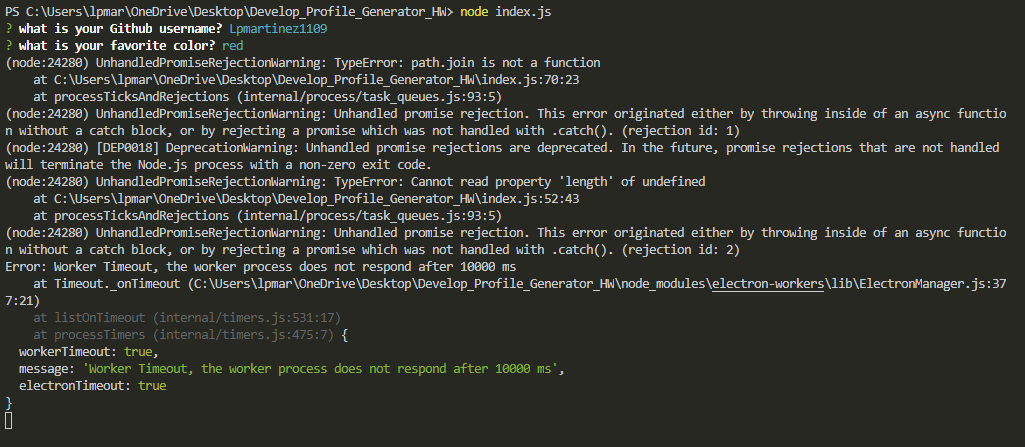 PS C:\Users\lpmar\OneDrive\Desktop\Develop_Profile_Generator_HW> node index.js
? what is your Github username? Lpmartinez1109
? what is your favorite color? red
(node:24280) UnhandledPromiseRejectionWarning: TypeError: path.join is not a function
    at C:\Users\lpmar\OneDrive\Desktop\Develop_Profile_Generator_HW\index.js:70:23
    at processTicksAndRejections (internal/process/task_queues.js:93:5)
(node:24280) UnhandledPromiseRejectionWarning: Unhandled promise rejection. This error originated either by throwing inside of an async functio
n without a catch block, or by rejecting a promise which was not handled with .catch(). (rejection id: 1)
(node:24280) [DEP0018] DeprecationWarning: Unhandled promise rejections are deprecated. In the future, promise rejections that are not handled
will terminate the Node.js process with a non-zero exit code.
(node:24280) UnhandledPromiseRejectionWarning: TypeError: Cannot read property 'length' of undefined
    at C:\Users\lpmar\OneDrive\Desktop\Develop_Profile_Generator_HW\index.js:52:43
    at processTicksAndRejections (internal/process/task_queues.js:93:5)
(node:24280) UnhandledPromiseRejectionWarning: Unhandled promise rejection. This error originated either by throwing inside of an async functio
n without a catch block, or by rejecting a promise which was not handled with .catch(). (rejection id: 2)
Error: Worker Timeout, the worker process does not respond after 10000 ms
    at Timeout._onTimeout (C:\Users\lpmar\OneDrive\Desktop\Develop_Profile_Generator_HW\node_modules\electron-workers\lib\ElectronManager.js:37
7:21)
    at listOnTimeout (internal/timers.js:531:17)
    at processTimers (internal/timers.js:475:7) {
  workerTimeout: true,
  message: 'Worker Timeout, the worker process does not respond after 10000 ms',
  electronTimeout: true
}